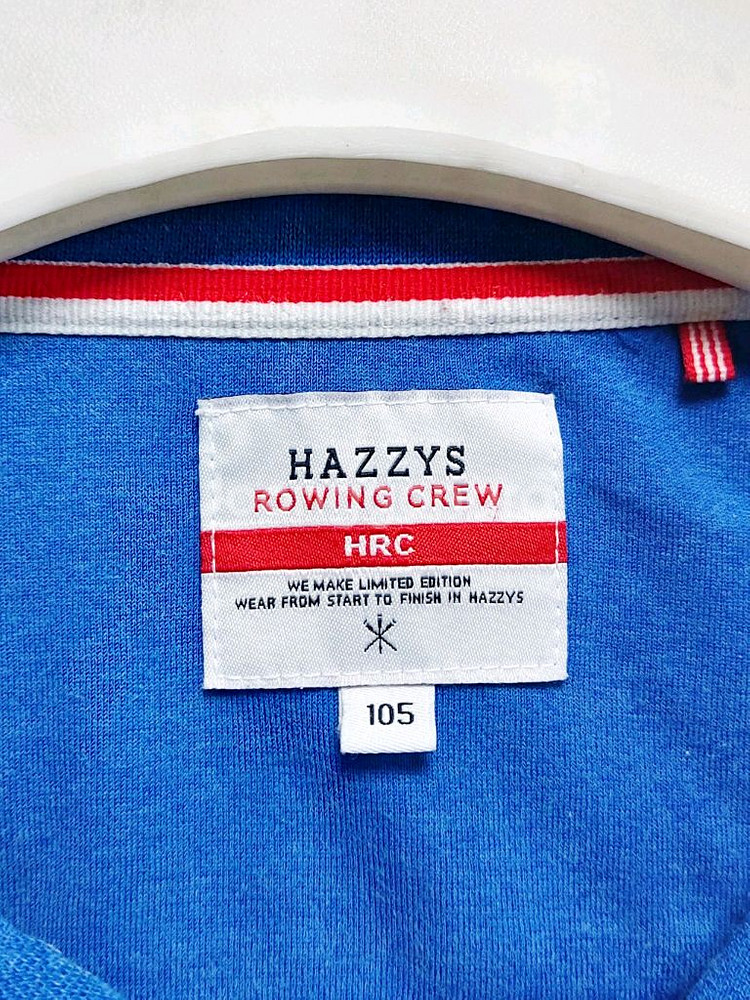 HAZZYS
ROWING CREW
HRC
WE MAKE LIMITED EDITION
WEAR FROM START TO FINISH IN HAZZYS
105